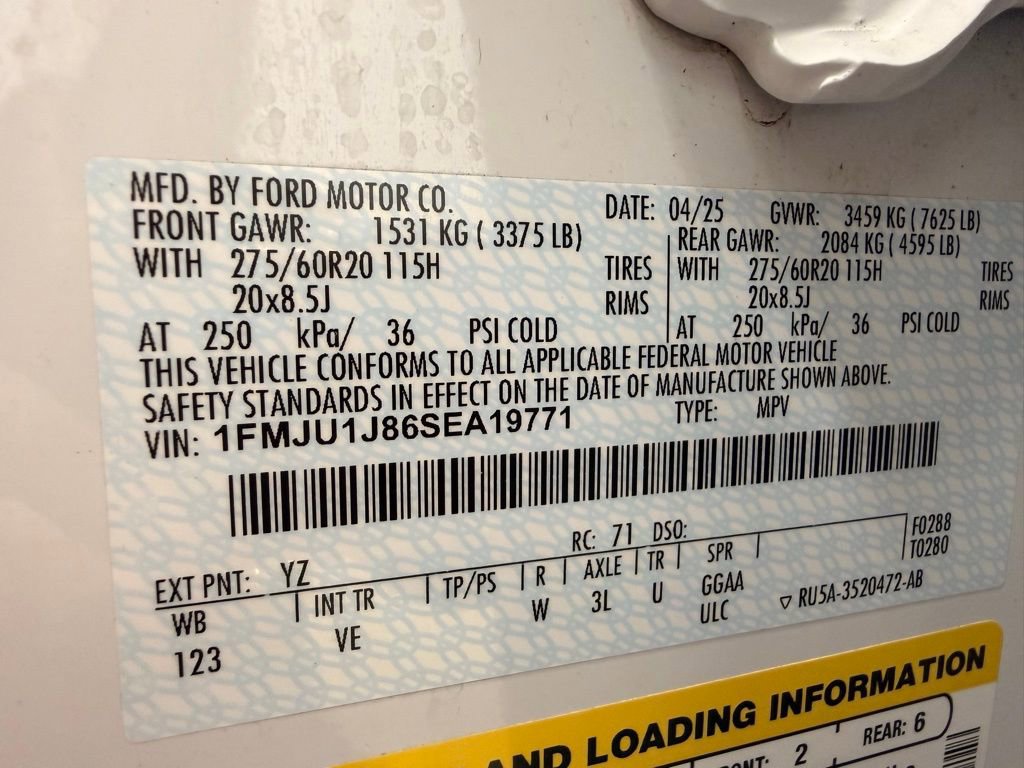 MFD. BY FORD MOTOR CO.
DATE: 04/25 GVWR: 3459 KG ( 7625 LB)
FRONT GAWR: 1531 KG ( 3375 LB)
REAR GAWR: 2084 KG ( 4595 LB)
WITH 275/60R20 115H TIRES
WITH 275/60R20 115H TIRES
20x8.5J RIMS
20x8.5J RIMS
AT 250 kPa/ 36 PSI COLD
AT 250 kPa/ 36 PSI COLD
THIS VEHICLE CONFORMS TO ALL APPLICABLE FEDERAL MOTOR VEHICLE
SAFETY STANDARDS IN EFFECT ON THE DATE OF MANUFACTURE SHOWN ABOVE.
VIN: 1FMJU1J86SEA19771 TYPE: MPV
EXT PNT: YZ RC: 71 DSO: F0288
T0280
WB INT TR TP/PS R AXLE TR SPR
123 VE W 3L U GGAA
ULC ▽ RU5A-3520472-AB
AND LOADING INFORMATION
2 REAR: 6